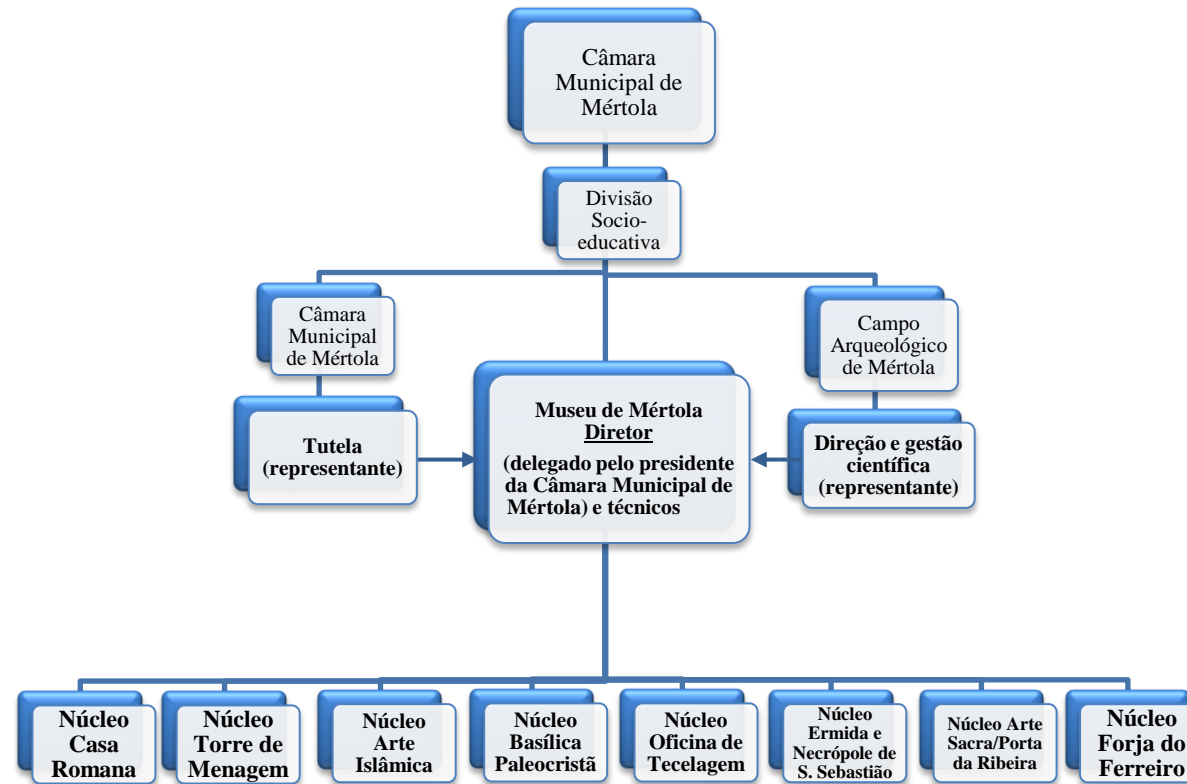 Câmara
Municipal de
Mértola
Divisão
Socio-
educativa
Câmara
Municipal
de Mértola
Campo
Arqueológico
de Mértola
Tutela
(representante)
Museu de Mértola
Diretor
(delegado pelo presidente
da Câmara Municipal de
Mértola) e técnicos
Direção e gestão
científica
(representante)
Núcleo
Casa
Romana
Núcleo
Torre de
Menagem
Núcleo
Arte
Islâmica
Núcleo
Basílica
Paleocristã
Núcleo
Oficina de
Tecelagem
Núcleo
Ermida e
Necrópole de
S. Sebastião
Núcleo Arte
Sacra/Porta
da Ribeira
Núcleo
Forja do
Ferreiro